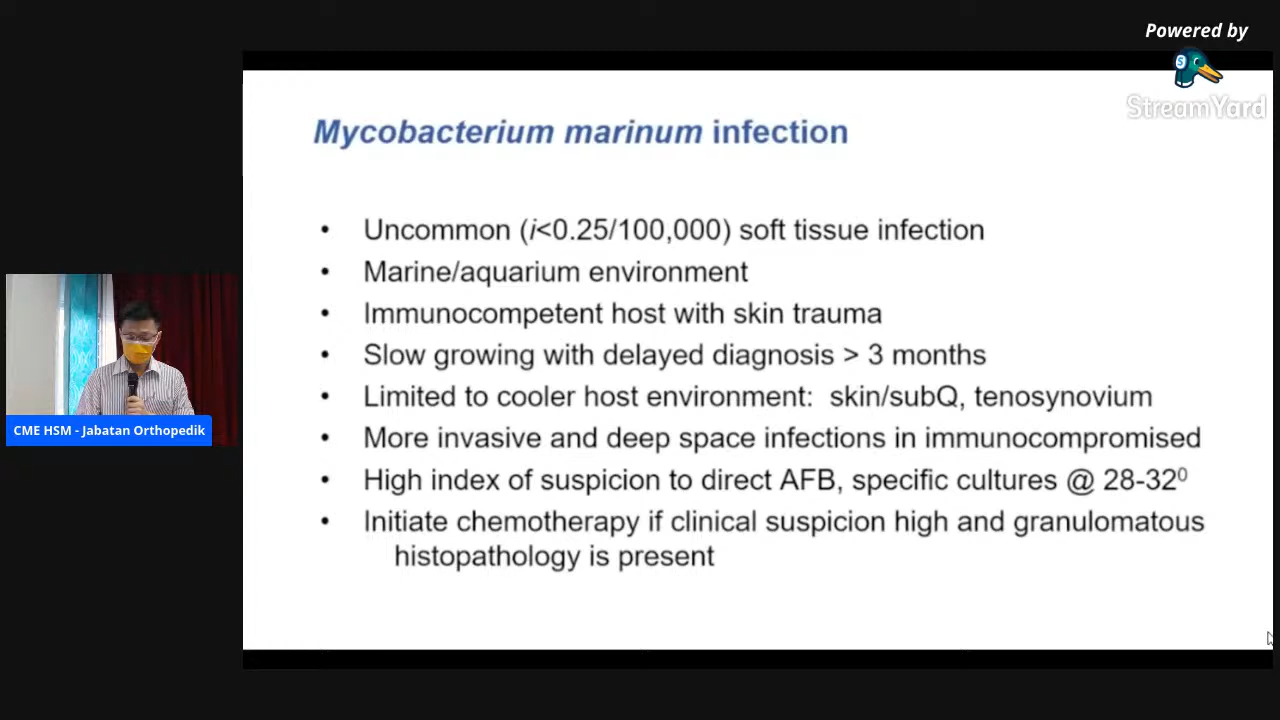 Powered by
StreamYard
Mycobacterium marinum infection
• Uncommon (i<0.25/100,000) soft tissue infection
• Marine/aquarium environment
• Immunocompetent host with skin trauma
• Slow growing with delayed diagnosis > 3 months
• Limited to cooler host environment: skin/subQ, tenosynovium
• More invasive and deep space infections in immunocompromised
• High index of suspicion to direct AFB, specific cultures @ 28-32⁰
• Initiate chemotherapy if clinical suspicion high and granulomatous
histopathology is present
CME HSM - Jabatan Orthopedik